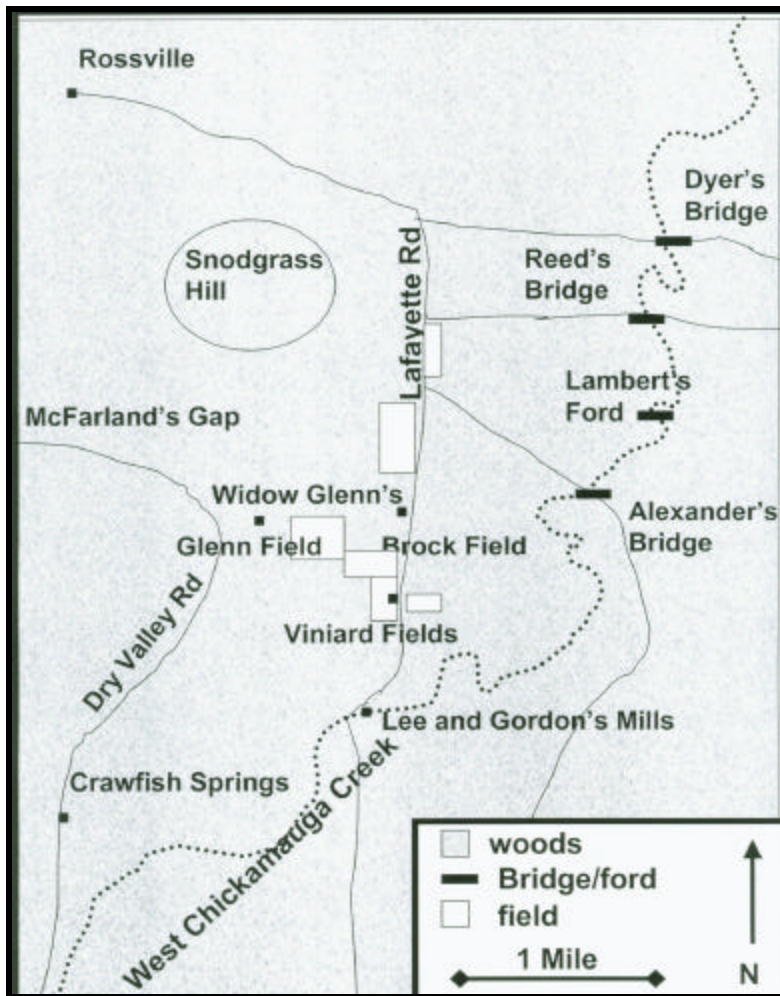 Rossville
Dyer's
Bridge
Snodgrass
Hill
Lafayette Rd
Reed's
Bridge
Lambert's
Ford
McFarland's Gap
Widow Glenn's
Alexander's
Bridge
Glenn Field
Brock Field
Dry Valley Rd
Viniard Fields
Lee and Gordon's Mills
Crawfish Springs
West Chickamauga Creek
woods
Bridge/ford
field
1 Mile
N